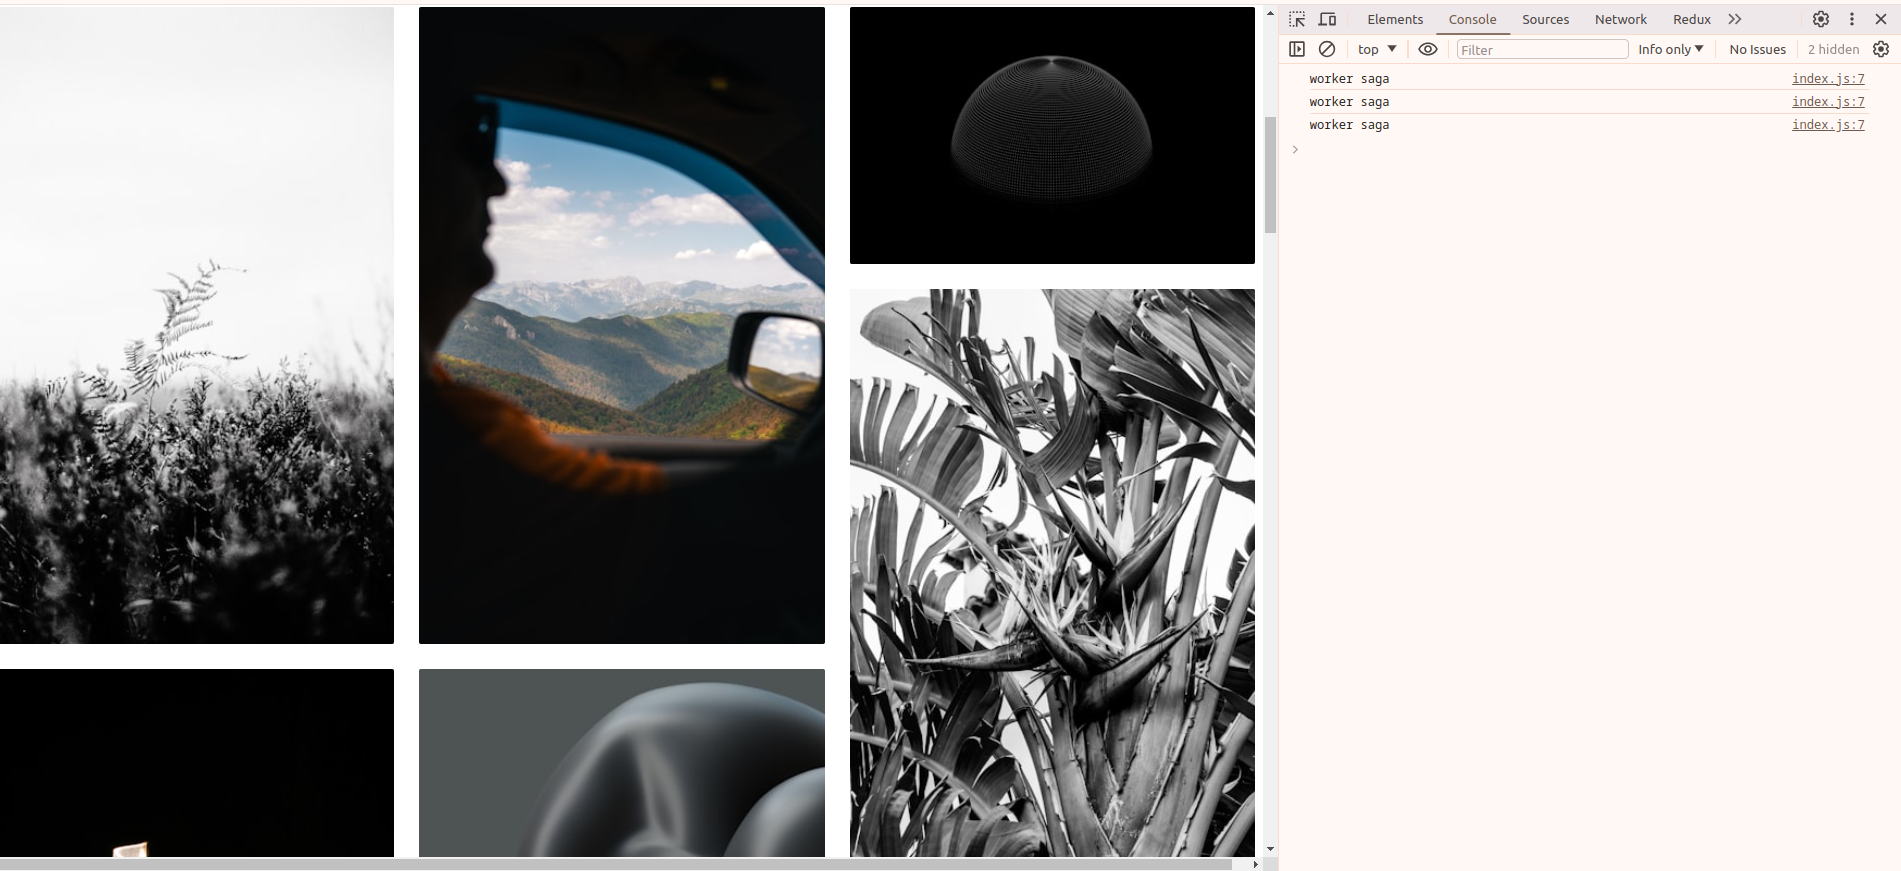 Elements Console Sources Network Redux
top Filter Info only No Issues 2 hidden
worker saga index.js:7
worker saga index.js:7
worker saga index.js:7